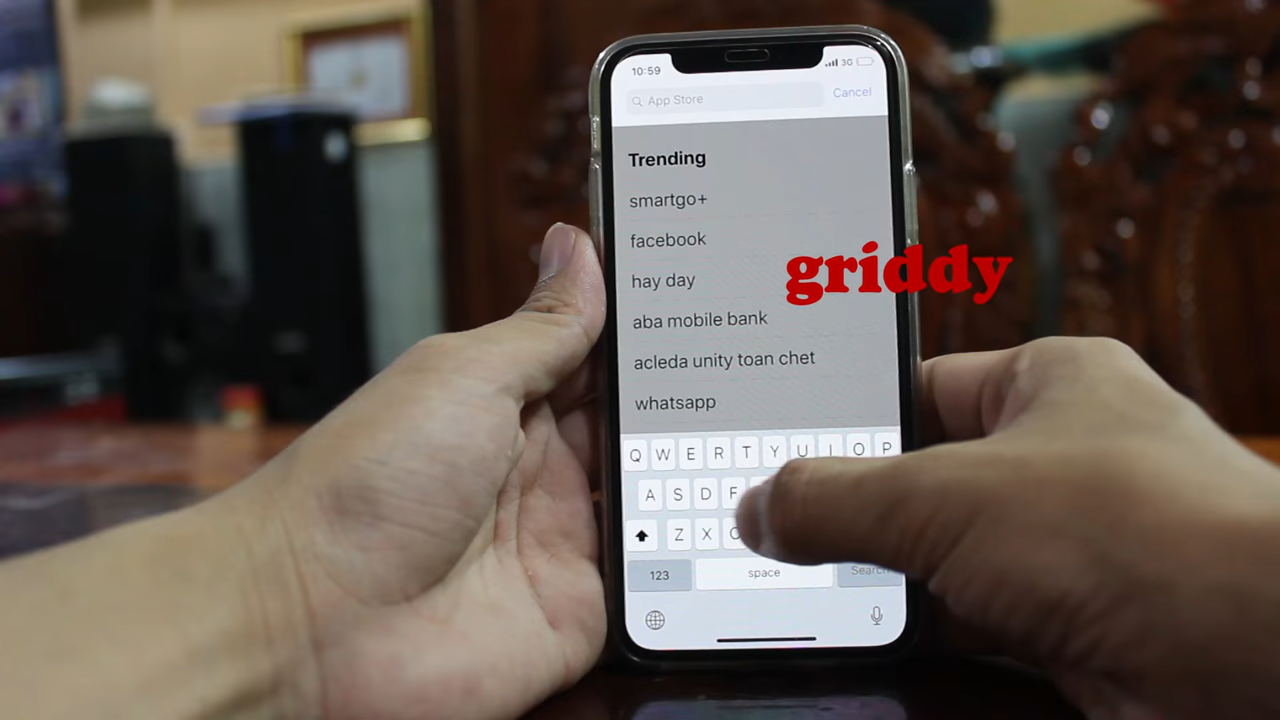 10:59
3G
App Store
Cancel
Trending
smartgo+
facebook
hay day
griddy
aba mobile bank
acleda unity toan chet
whatsapp
Q W E R T Y U I O P
A S D F
Z X C
123
space
Search